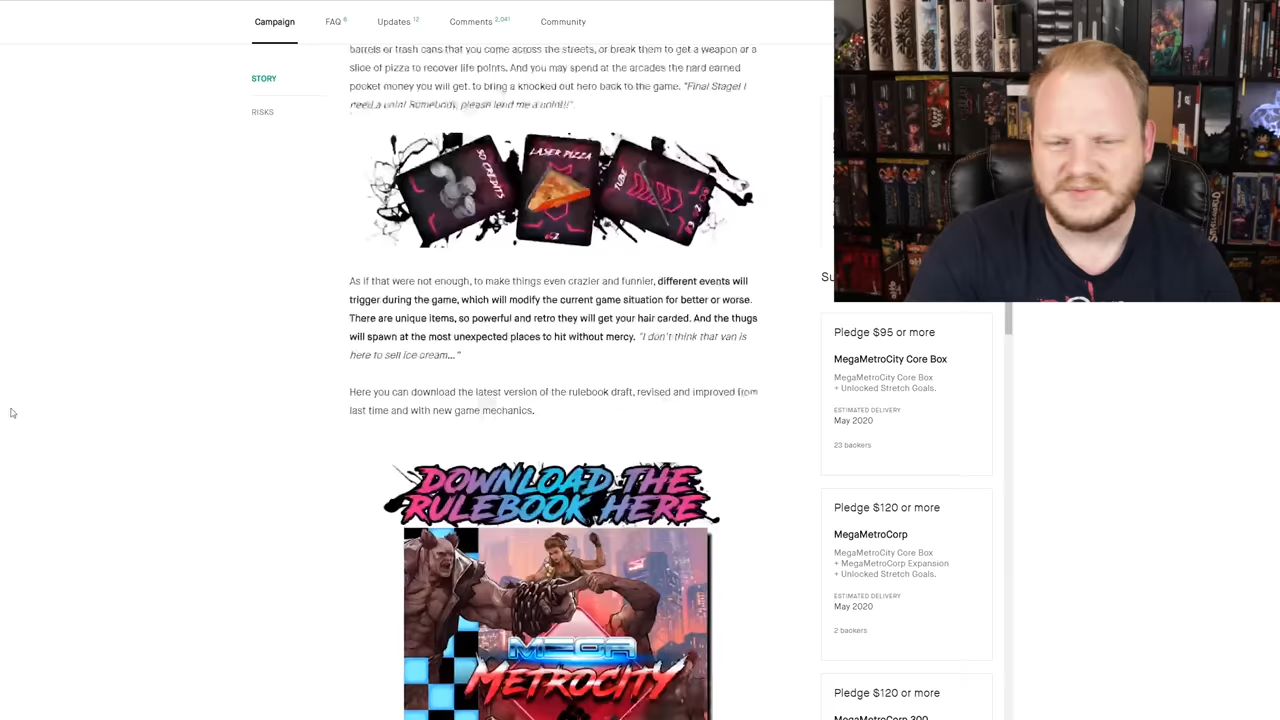 Campaign FAQ 6 Updates 12 Comments 2,041 Community
STORY
RISKS
barrels or trash cans that you come across the streets, or break them to get a weapon or a
slice of pizza to recover life points. And you may spend at the arcades the hard earned
pocket money you will get, to bring a knocked out hero back to the game. "Final Stage! I
need a coin! Somebody, please lend me a coin!!!".
50 CREDITS
LASER PIZZA
TUBE
As if that were not enough, to make things even crazier and funnier, different events will
trigger during the game, which will modify the current game situation for better or worse.
There are unique items, so powerful and retro they will get your hair carded. And the thugs
will spawn at the most unexpected places to hit without mercy. "I don't think that van is
here to sell ice cream..."
Here you can download the latest version of the rulebook draft, revised and improved from
last time and with new game mechanics.
DOWNLOAD THE
RULEBOOK HERE
MEGA
METROCITY
Su
Pledge $95 or more
MegaMetroCity Core Box
MegaMetroCity Core Box
+ Unlocked Stretch Goals.
ESTIMATED DELIVERY
May 2020
23 backers
Pledge $120 or more
MegaMetroCorp
MegaMetroCity Core Box
+ MegaMetroCorp Expansion
+ Unlocked Stretch Goals.
ESTIMATED DELIVERY
May 2020
2 backers
Pledge $120 or more
MegaMetroCorp 300